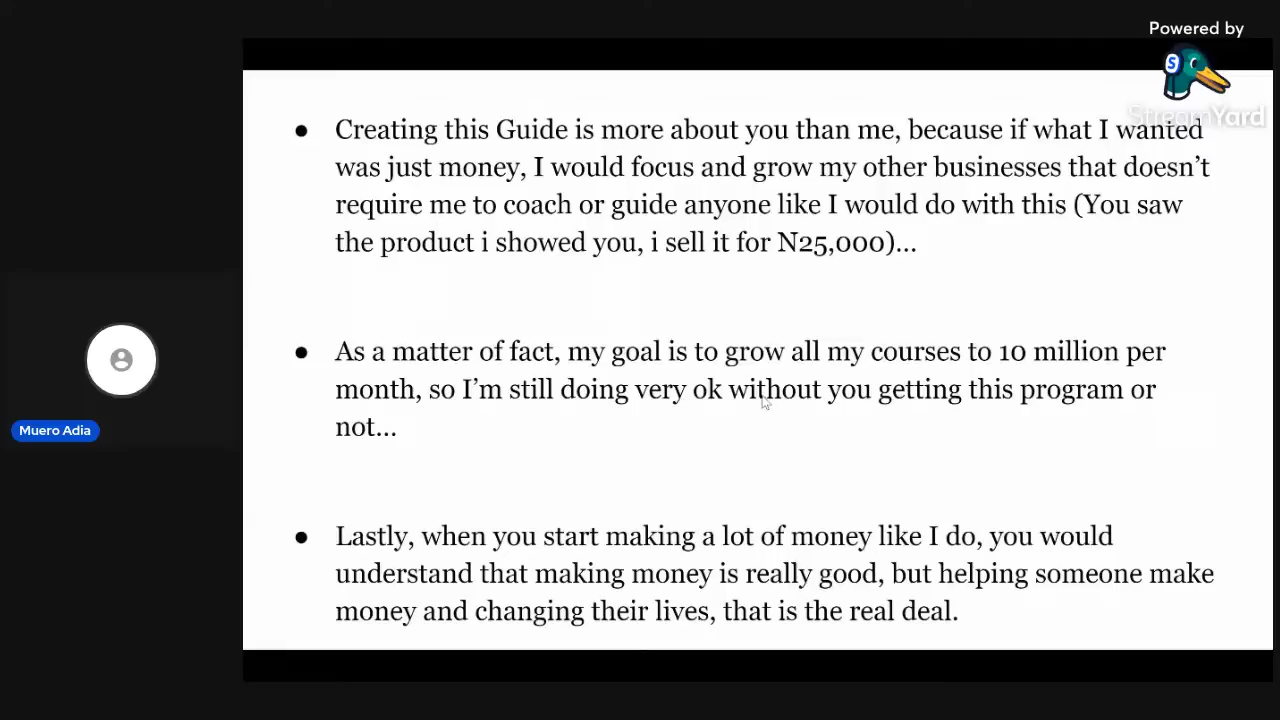 Powered by
S
StreamYard
• Creating this Guide is more about you than me, because if what I wanted
was just money, I would focus and grow my other businesses that doesn’t
require me to coach or guide anyone like I would do with this (You saw
the product i showed you, i sell it for N25,000)...
• As a matter of fact, my goal is to grow all my courses to 10 million per
month, so I’m still doing very ok without you getting this program or
not...
Muero Adia
• Lastly, when you start making a lot of money like I do, you would
understand that making money is really good, but helping someone make
money and changing their lives, that is the real deal.